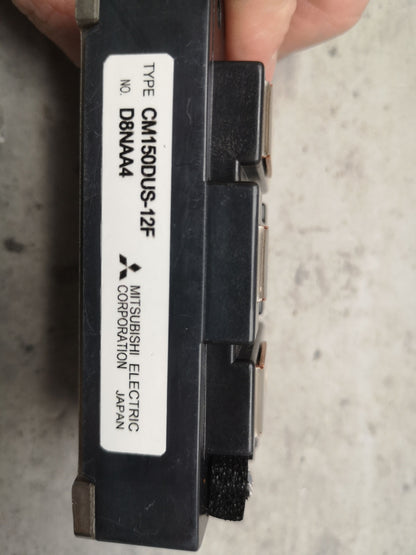 TYPE CM150DUS-12F
NO. D8NAA4
MITSUBISHI ELECTRIC
CORPORATION JAPAN